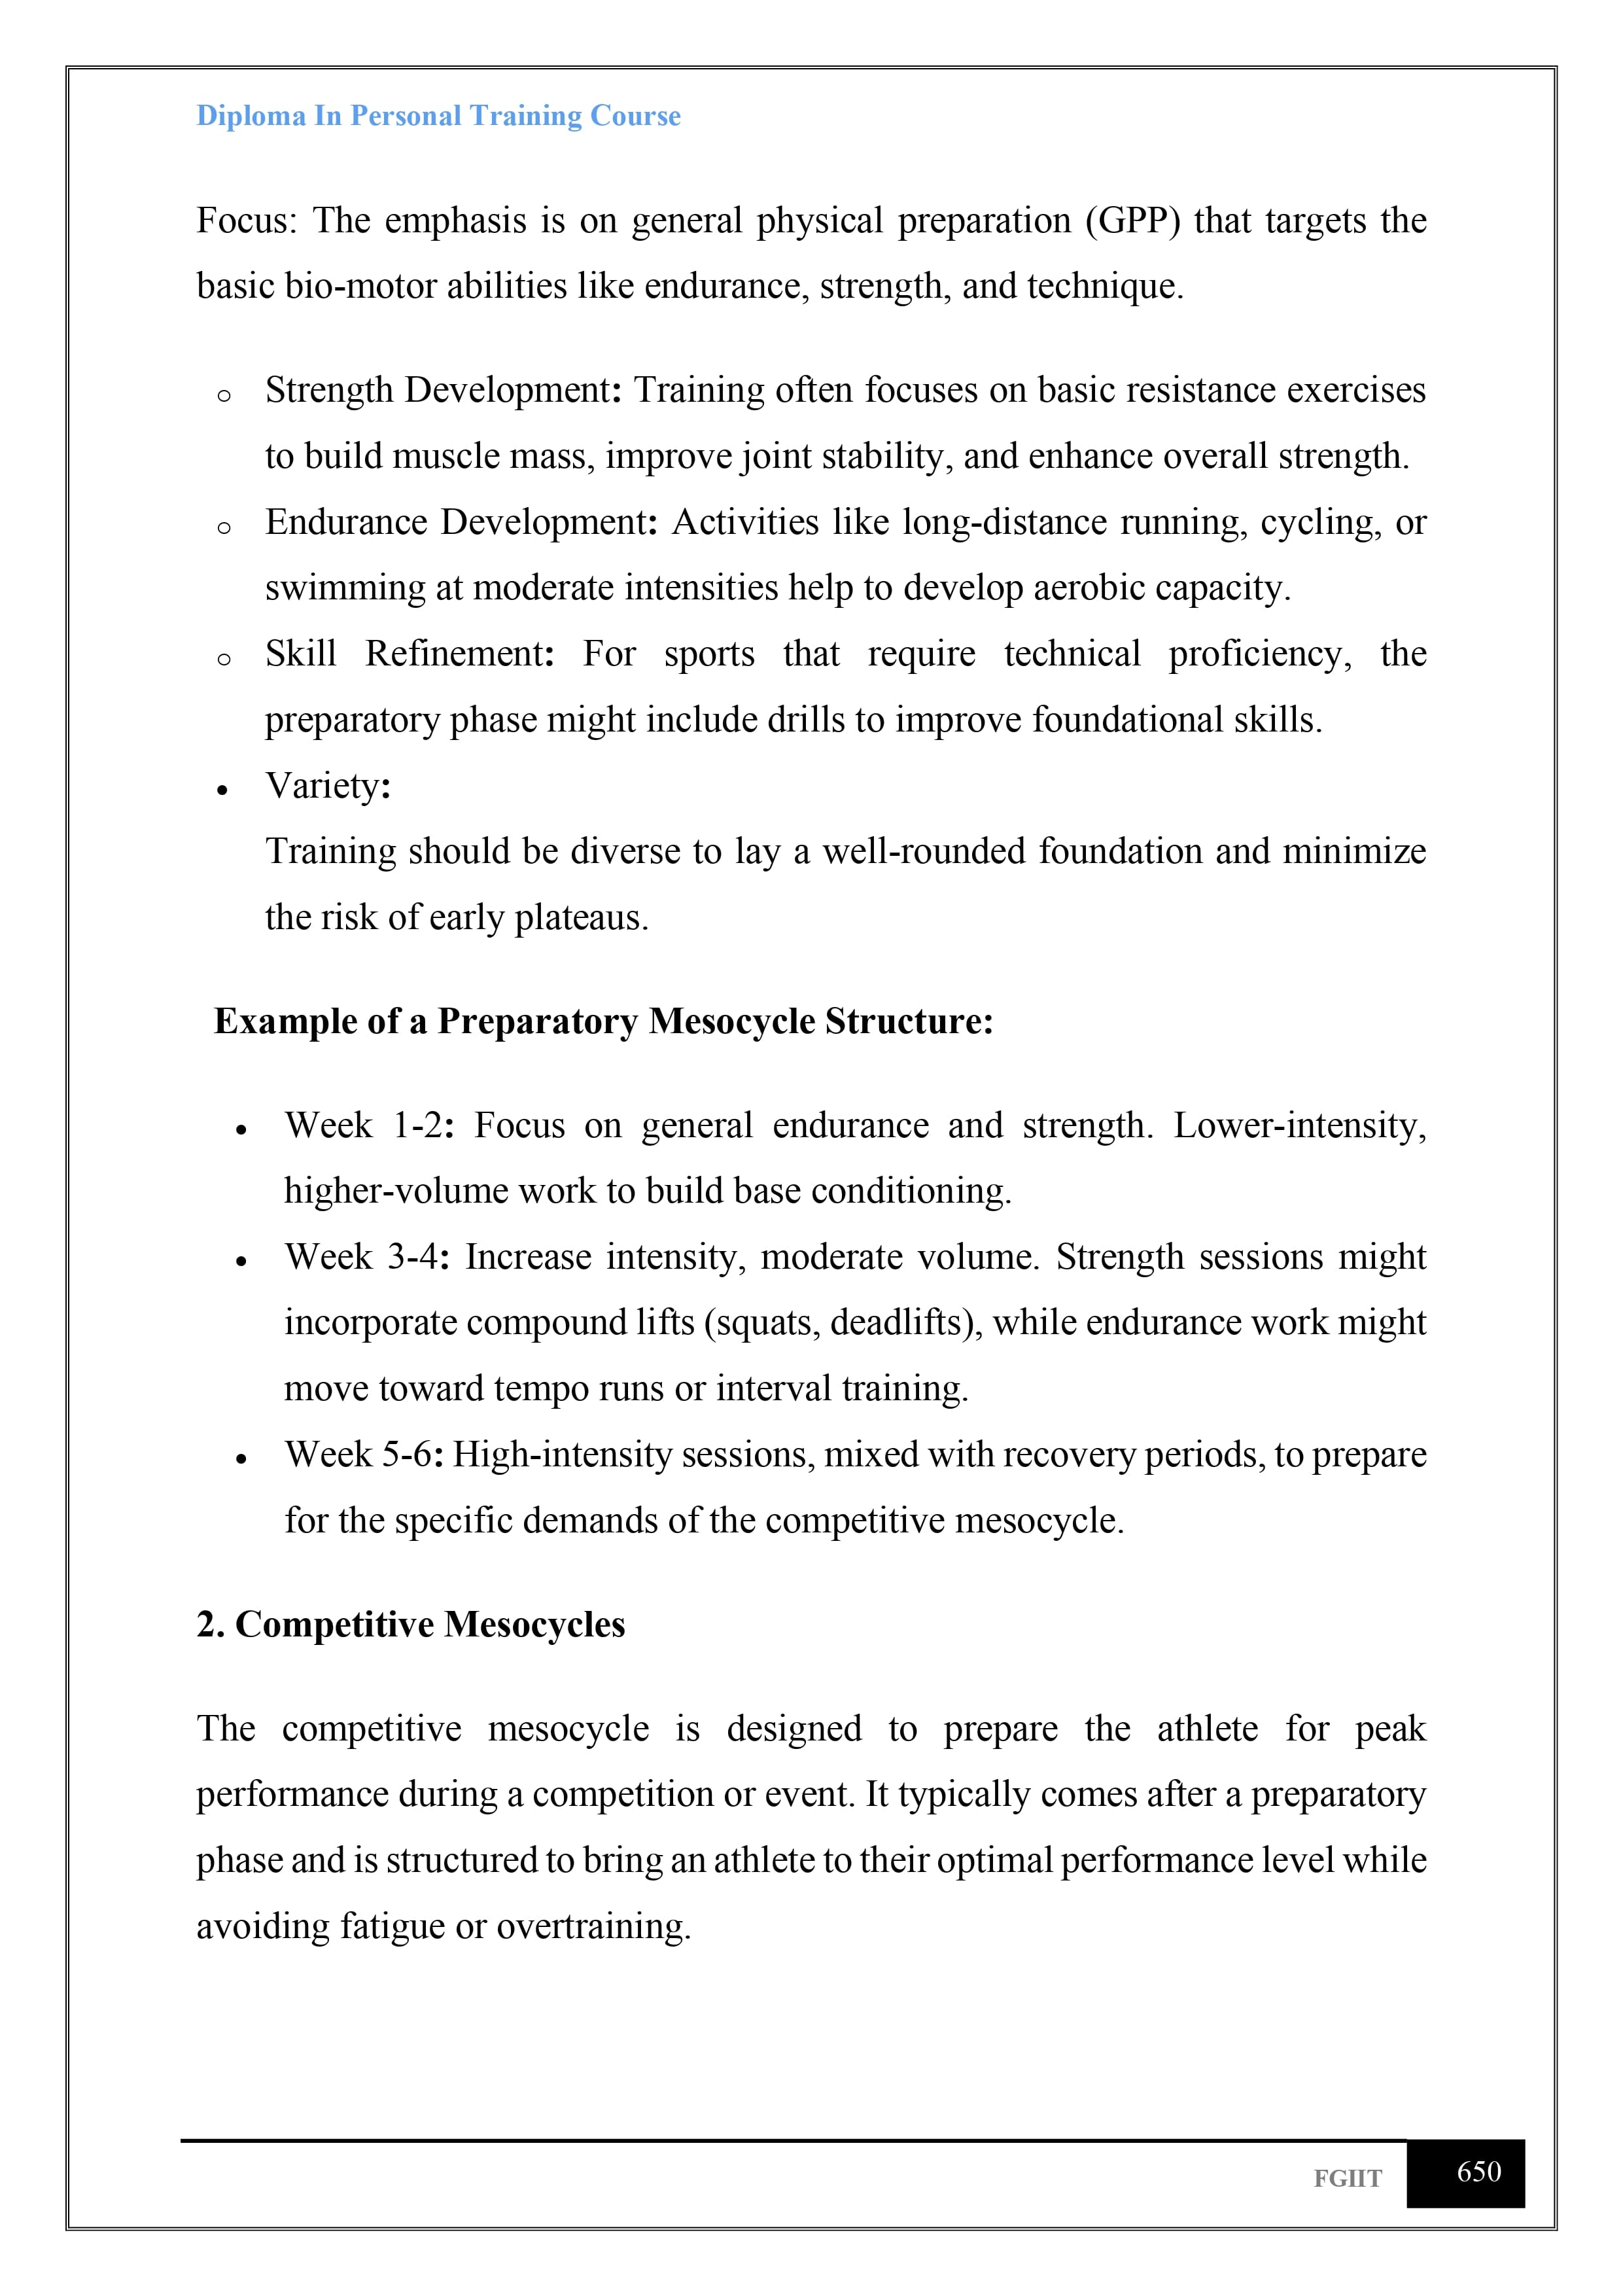 Diploma In Personal Training Course
Focus: The emphasis is on general physical preparation (GPP) that targets the
basic bio-motor abilities like endurance, strength, and technique.
o Strength Development: Training often focuses on basic resistance exercises
to build muscle mass, improve joint stability, and enhance overall strength.
o Endurance Development: Activities like long-distance running, cycling, or
swimming at moderate intensities help to develop aerobic capacity.
o Skill Refinement: For sports that require technical proficiency, the
preparatory phase might include drills to improve foundational skills.
• Variety:
Training should be diverse to lay a well-rounded foundation and minimize
the risk of early plateaus.
Example of a Preparatory Mesocycle Structure:
• Week 1-2: Focus on general endurance and strength. Lower-intensity,
higher-volume work to build base conditioning.
• Week 3-4: Increase intensity, moderate volume. Strength sessions might
incorporate compound lifts (squats, deadlifts), while endurance work might
move toward tempo runs or interval training.
• Week 5-6: High-intensity sessions, mixed with recovery periods, to prepare
for the specific demands of the competitive mesocycle.
2. Competitive Mesocycles
The competitive mesocycle is designed to prepare the athlete for peak
performance during a competition or event. It typically comes after a preparatory
phase and is structured to bring an athlete to their optimal performance level while
avoiding fatigue or overtraining.
FGIIT 650